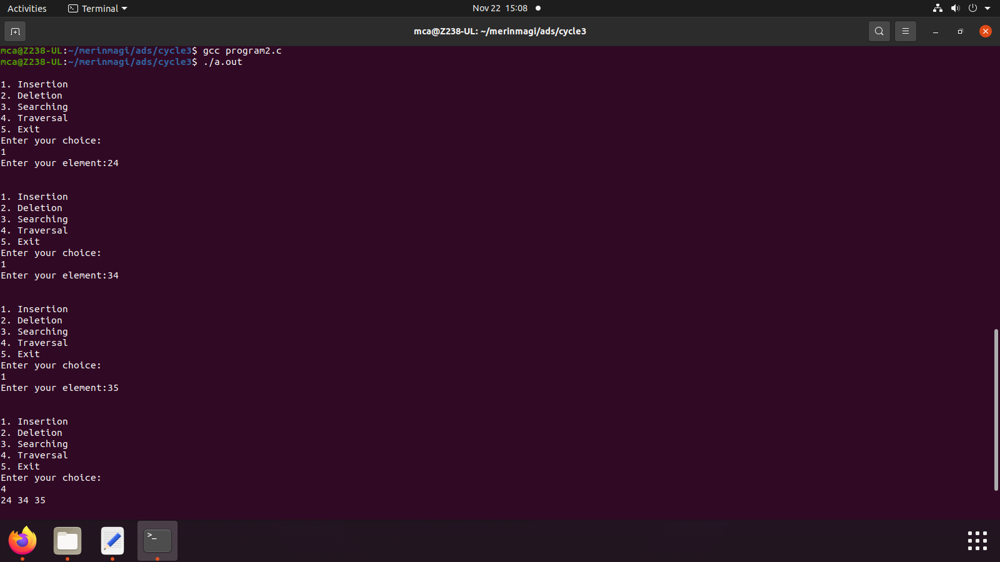 Activities Terminal Nov 22 15:08
mca@Z238-UL: ~/merinmagi/ads/cycle3
mca@Z238-UL:~/merinmagi/ads/cycle3$ gcc program2.c
mca@Z238-UL:~/merinmagi/ads/cycle3$ ./a.out
1. Insertion
2. Deletion
3. Searching
4. Traversal
5. Exit
Enter your choice:
1
Enter your element:24
1. Insertion
2. Deletion
3. Searching
4. Traversal
5. Exit
Enter your choice:
1
Enter your element:34
1. Insertion
2. Deletion
3. Searching
4. Traversal
5. Exit
Enter your choice:
1
Enter your element:35
1. Insertion
2. Deletion
3. Searching
4. Traversal
5. Exit
Enter your choice:
4
24 34 35